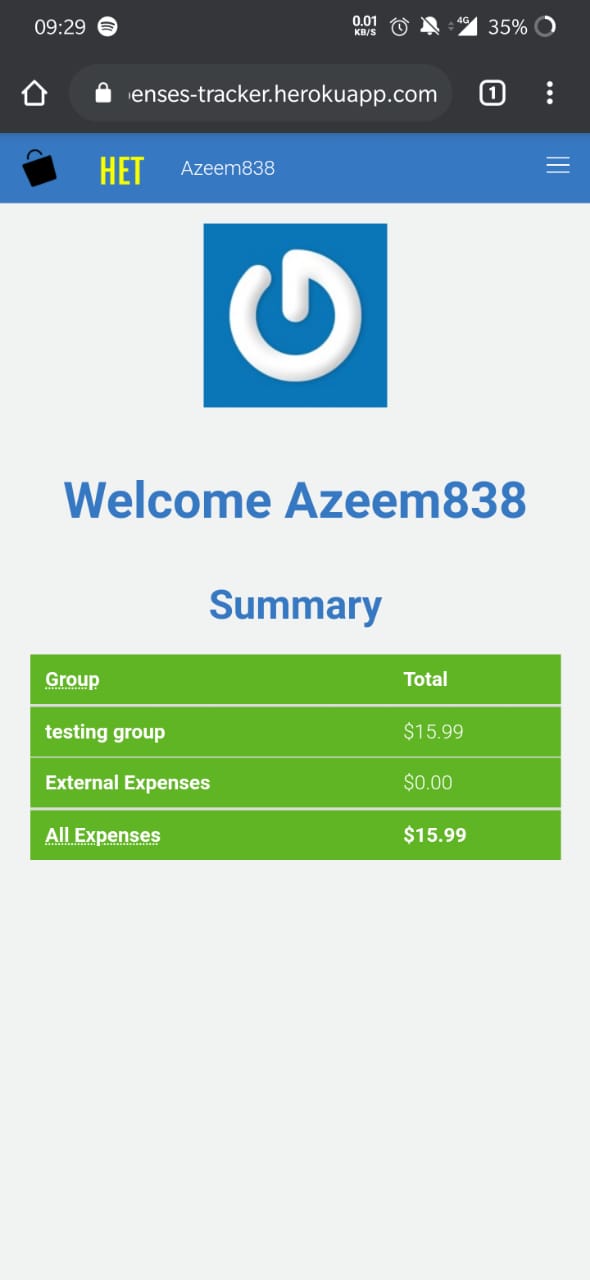 09:29 0.01 KB/S 4G 35%
enses-tracker.herokuapp.com 1
HET Azeem838
Welcome Azeem838
Summary
Group Total
testing group $15.99
External Expenses $0.00
All Expenses $15.99